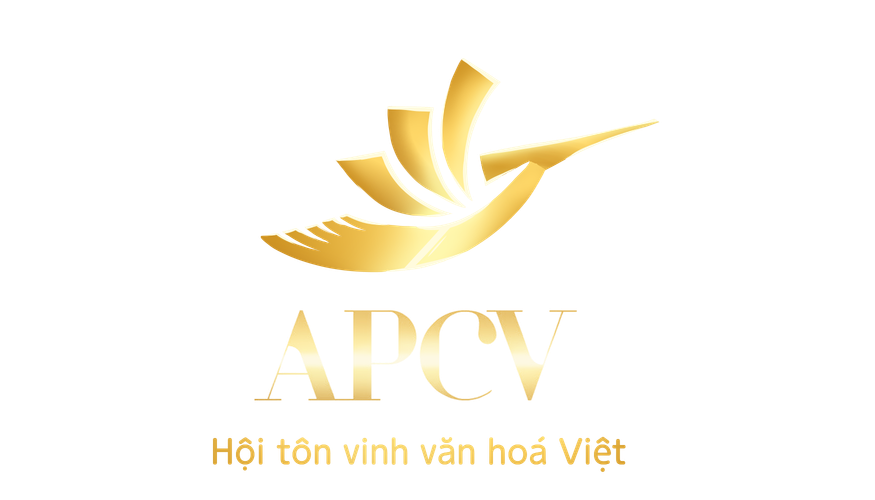 APCV
Hội tôn vinh văn hoá Việt